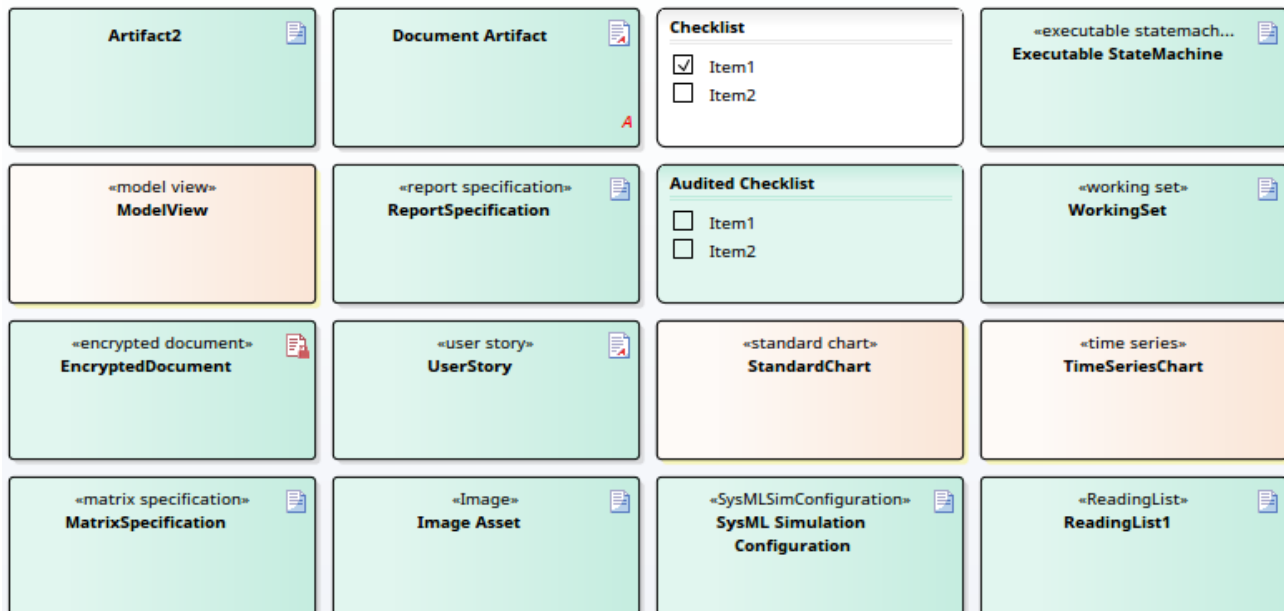 Artifact2
Document Artifact
A
Checklist
Item1
Item2
«executable statemach...
Executable StateMachine
«model view»
ModelView
«report specification»
ReportSpecification
Audited Checklist
Item1
Item2
«working set»
WorkingSet
«encrypted document»
EncryptedDocument
«user story»
UserStory
«standard chart»
StandardChart
«time series»
TimeSeriesChart
«matrix specification»
MatrixSpecification
«Image»
Image Asset
«SysMLSimConfiguration»
SysML Simulation
Configuration
«ReadingList»
ReadingList1